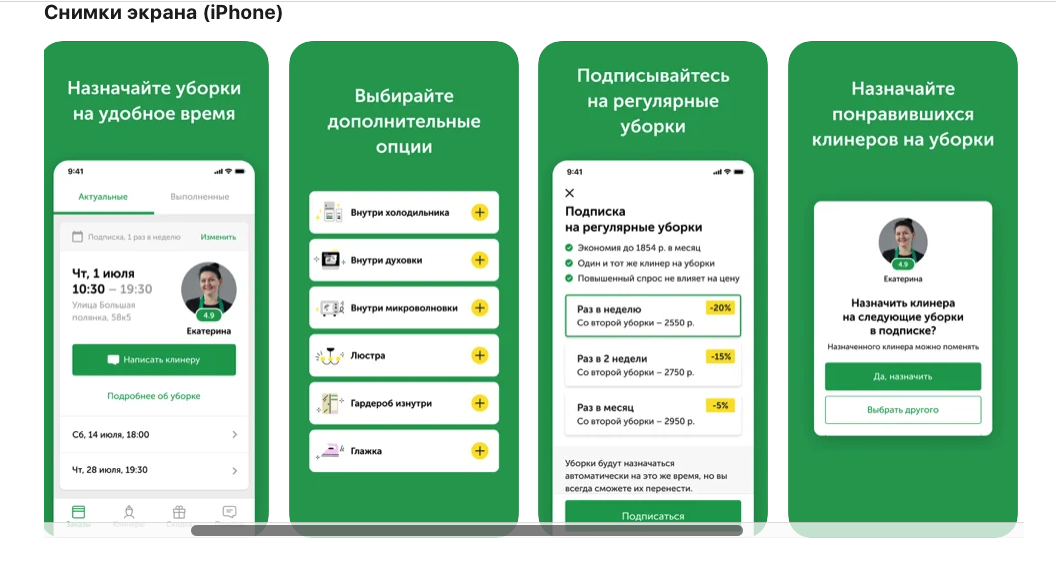 Снимки экрана (iPhone)
Назначайте уборки
на удобное время
9:41
Актуальные
Выполненные
Подписка, 1 раз в неделю
Изменить
Чт, 1 июля
10:30 – 19:30
Улица Большая
полянка, 58к5
4.9
Екатерина
Написать клинеру
Подробнее об уборке
Сб, 14 июля, 18:00
Чт, 28 июля, 19:30
Заказы
Клинеры
Выбирайте
дополнительные
опции
Внутри холодильника
Внутри духовки
Внутри микроволновки
Люстра
Гардероб изнутри
Глажка
Подписывайтесь
на регулярные
уборки
9:41
Подписка
на регулярные уборки
Экономия до 1854 р. в месяц
Один и тот же клинер на уборки
Повышенный спрос не влияет на цену
Раз в неделю
-20%
Со второй уборки – 2550 р.
Раз в 2 недели
-15%
Со второй уборки – 2750 р.
Раз в месяц
-5%
Со второй уборки – 2950 р.
Уборки будут назначаться
автоматически на это же время, но вы
всегда сможете их перенести.
Подписаться
Назначайте
понравившихся
клинеров на уборки
4.9
Екатерина
Назначить клинера
на следующие уборки
в подписке?
Назначенного клинера можно поменять
Да, назначить
Выбрать другого